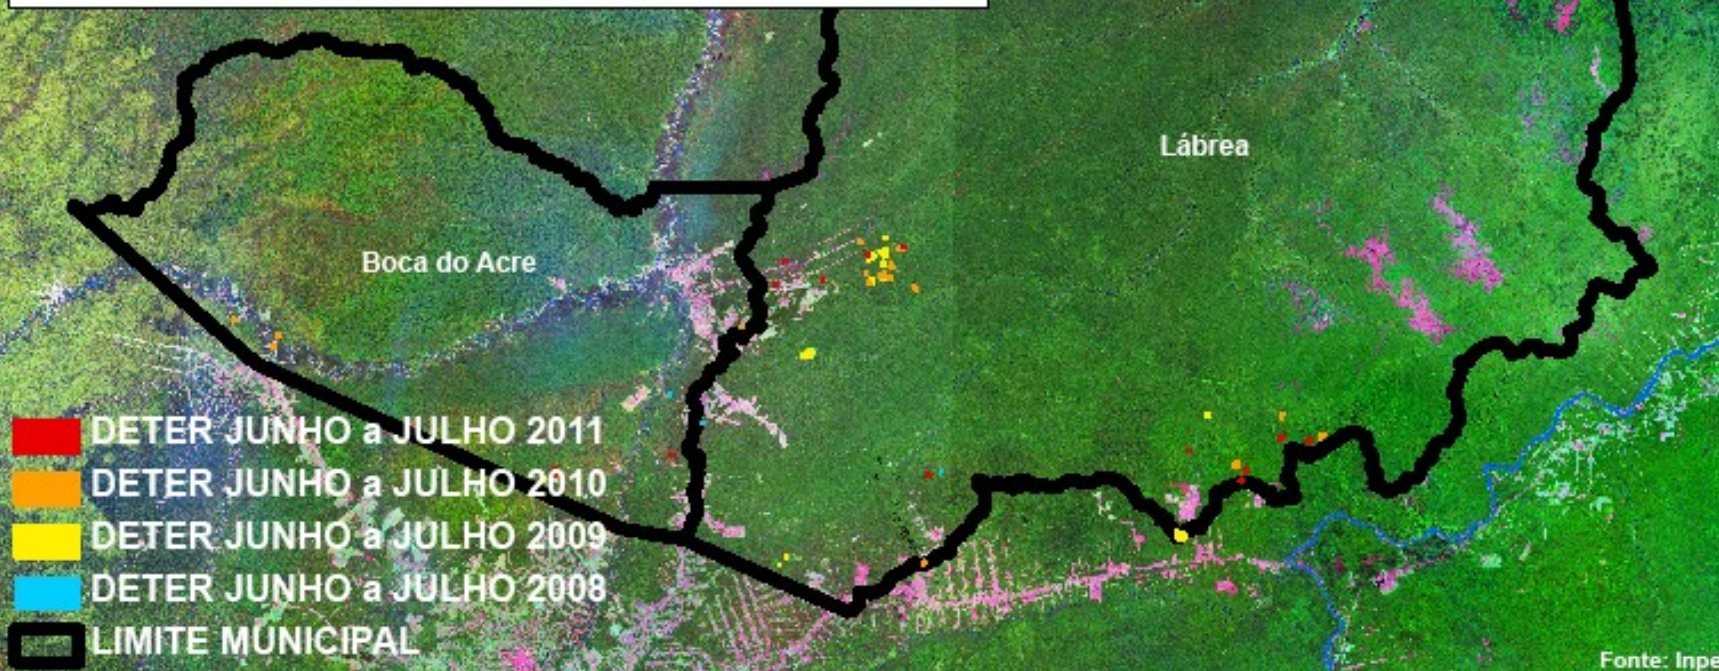 Lábrea
Boca do Acre
DETER JUNHO a JULHO 2011
DETER JUNHO a JULHO 2010
DETER JUNHO a JULHO 2009
DETER JUNHO a JULHO 2008
LIMITE MUNICIPAL
Fonte: Inpe